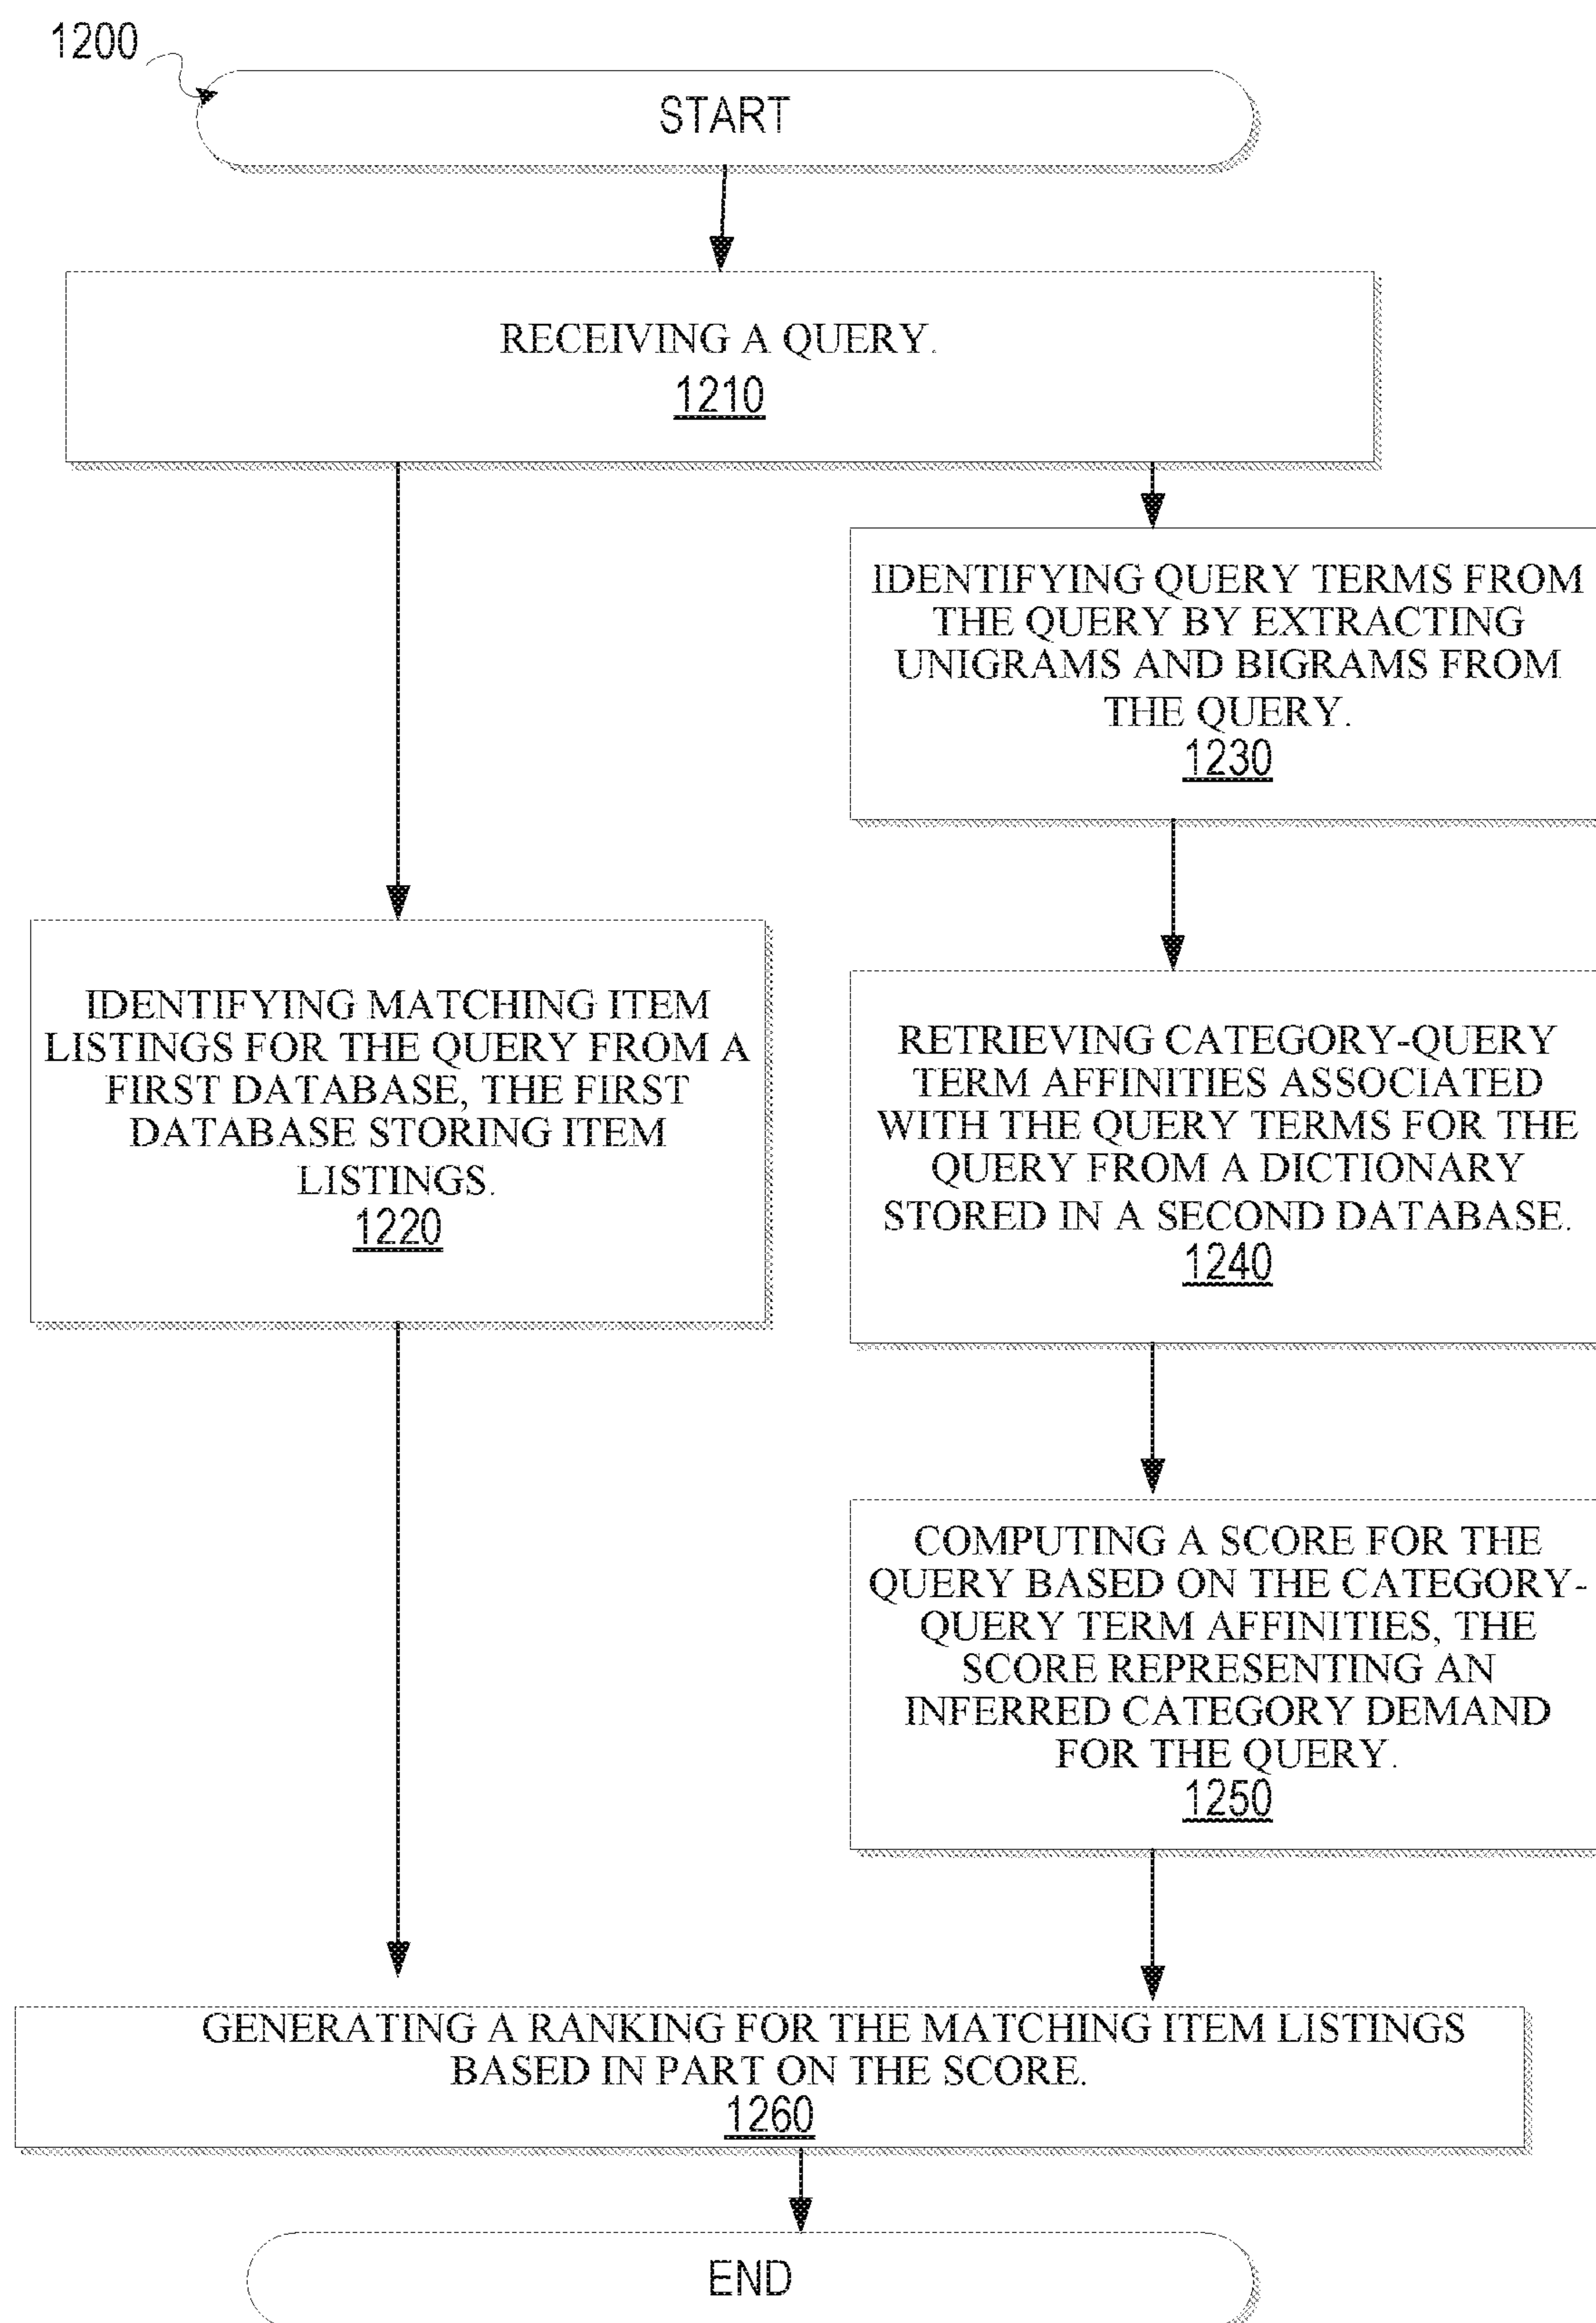 1200
START
RECEIVING A QUERY.
1210
IDENTIFYING QUERY TERMS FROM
THE QUERY BY EXTRACTING
UNIGRAMS AND BIGRAMS FROM
THE QUERY.
1230
IDENTIFYING MATCHING ITEM
LISTINGS FOR THE QUERY FROM A
FIRST DATABASE, THE FIRST
DATABASE STORING ITEM
LISTINGS.
1220
RETRIEVING CATEGORY-QUERY
TERM AFFINITIES ASSOCIATED
WITH THE QUERY TERMS FOR THE
QUERY FROM A DICTIONARY
STORED IN A SECOND DATABASE.
1240
COMPUTING A SCORE FOR THE
QUERY BASED ON THE CATEGORY-
QUERY TERM AFFINITIES, THE
SCORE REPRESENTING AN
INFERRED CATEGORY DEMAND
FOR THE QUERY.
1250
GENERATING A RANKING FOR THE MATCHING ITEM LISTINGS
BASED IN PART ON THE SCORE.
1260
END